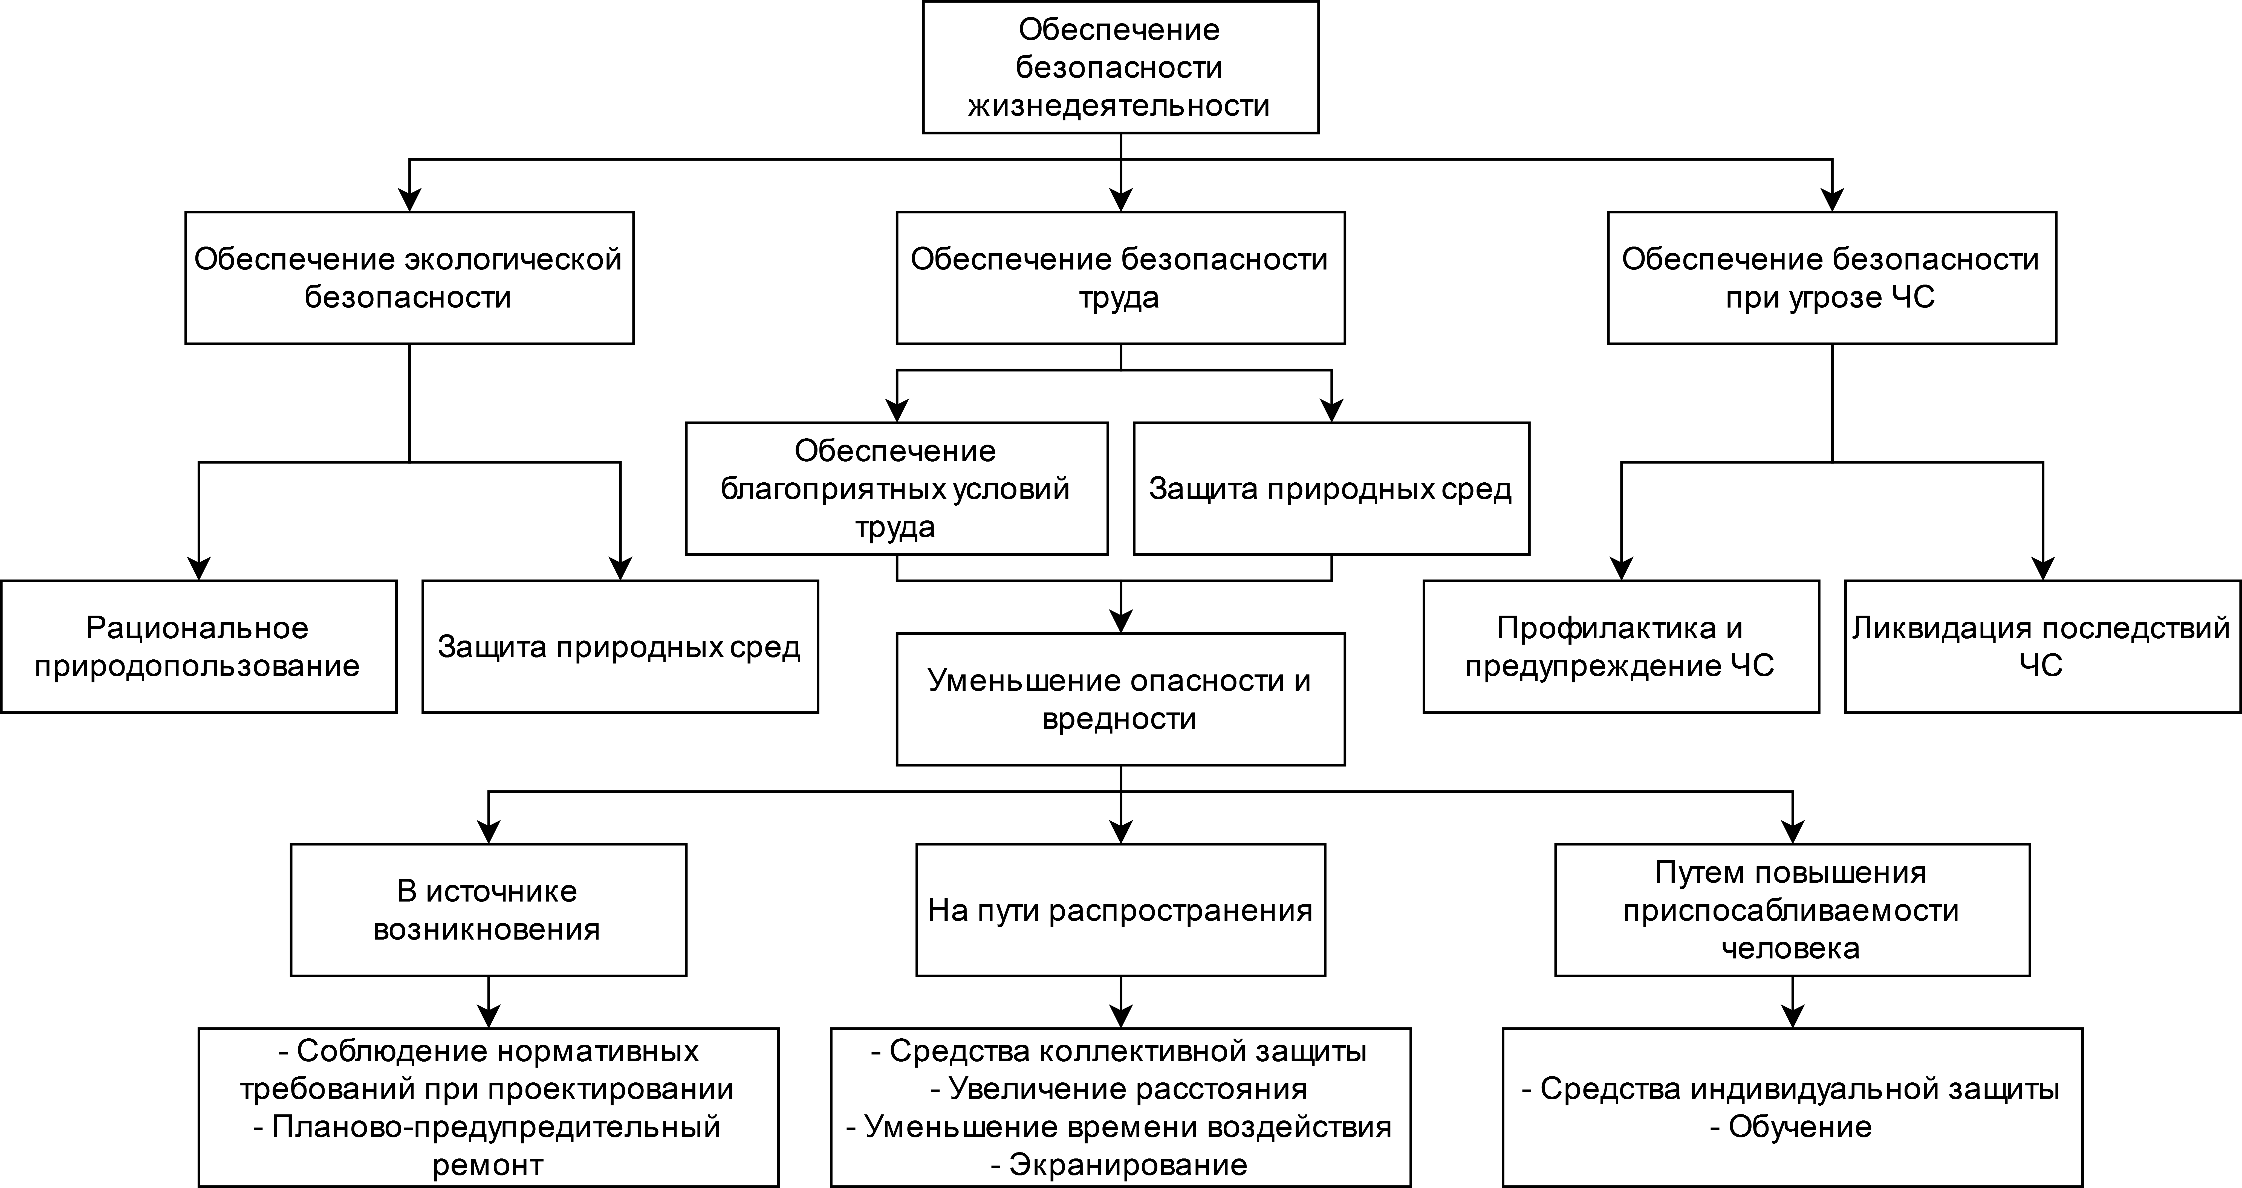 Обеспечение
безопасности
жизнедеятельности
Обеспечение экологической
безопасности
Обеспечение безопасности
труда
Обеспечение безопасности
при угрозе ЧС
Обеспечение
благоприятных условий
труда
Защита природных сред
Рациональное
природопользование
Защита природных сред
Уменьшение опасности и
вредности
Профилактика и
предупреждение ЧС
Ликвидация последствий
ЧС
В источнике
возникновения
На пути распространения
Путем повышения
приспосабливаемости
человека
- Соблюдение нормативных
требований при проектировании
- Планово-предупредительный
ремонт
- Средства коллективной защиты
- Увеличение расстояния
- Уменьшение времени воздействия
- Экранирование
- Средства индивидуальной защиты
- Обучение